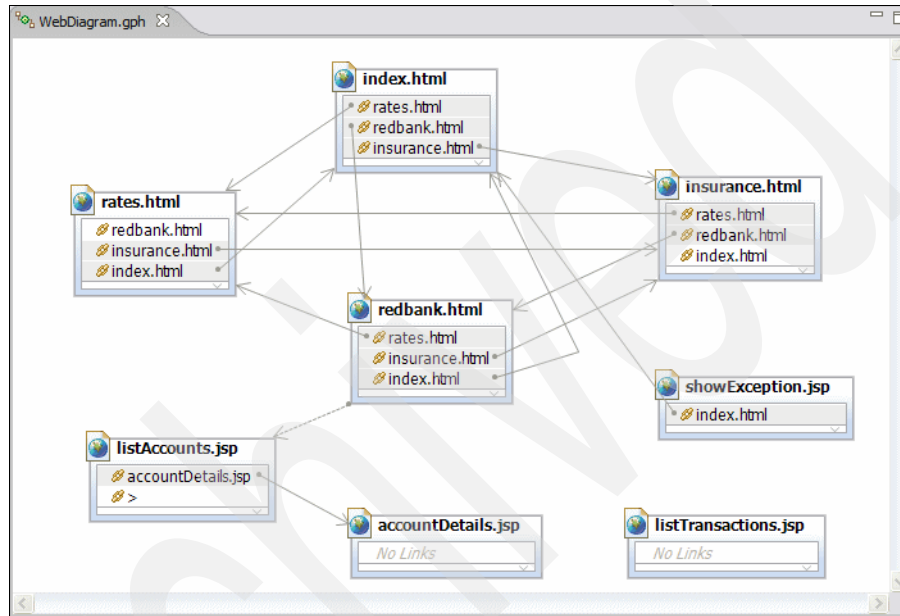 WebDiagram.gph
index.html
rates.html
redbank.html
insurance.html
rates.html
redbank.html
insurance.html
index.html
insurance.html
rates.html
redbank.html
index.html
redbank.html
rates.html
insurance.html
index.html
showException.jsp
index.html
listAccounts.jsp
accountDetails.jsp
>
accountDetails.jsp
No Links
listTransactions.jsp
No Links